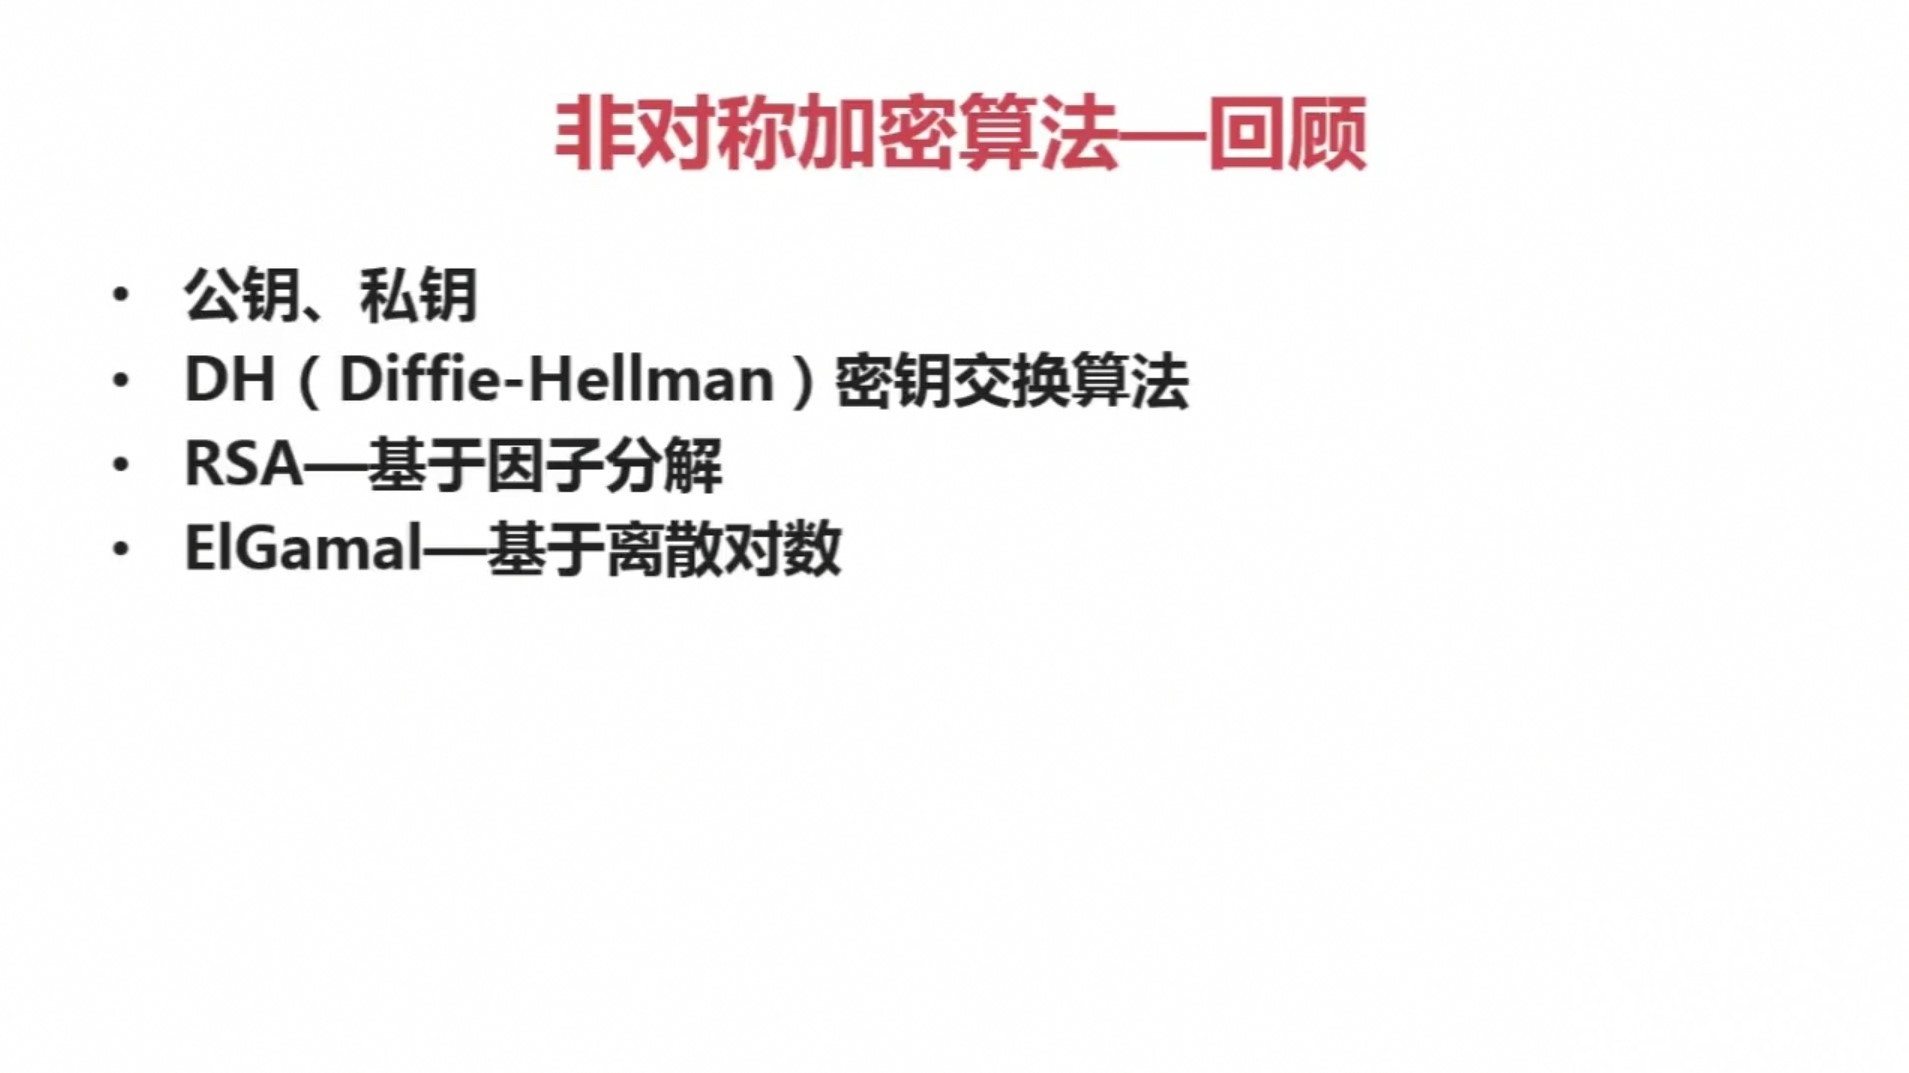 非对称加密算法—回顾
• 公钥、私钥
• DH（Diffie-Hellman）密钥交换算法
• RSA—基于因子分解
• ElGamal—基于离散对数